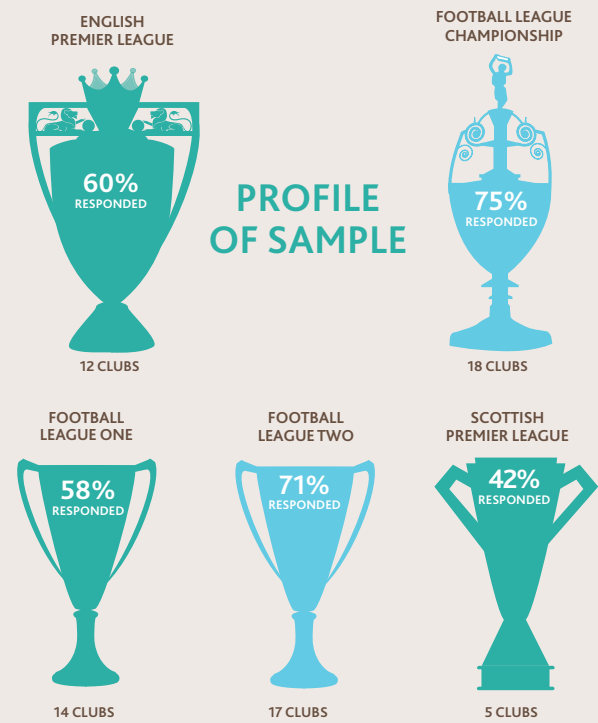 ENGLISH
PREMIER LEAGUE
60%
RESPONDED
12 CLUBS
PROFILE
OF SAMPLE
FOOTBALL LEAGUE
CHAMPIONSHIP
75%
RESPONDED
18 CLUBS
FOOTBALL
LEAGUE ONE
58%
RESPONDED
14 CLUBS
FOOTBALL
LEAGUE TWO
71%
RESPONDED
17 CLUBS
SCOTTISH
PREMIER LEAGUE
42%
RESPONDED
5 CLUBS